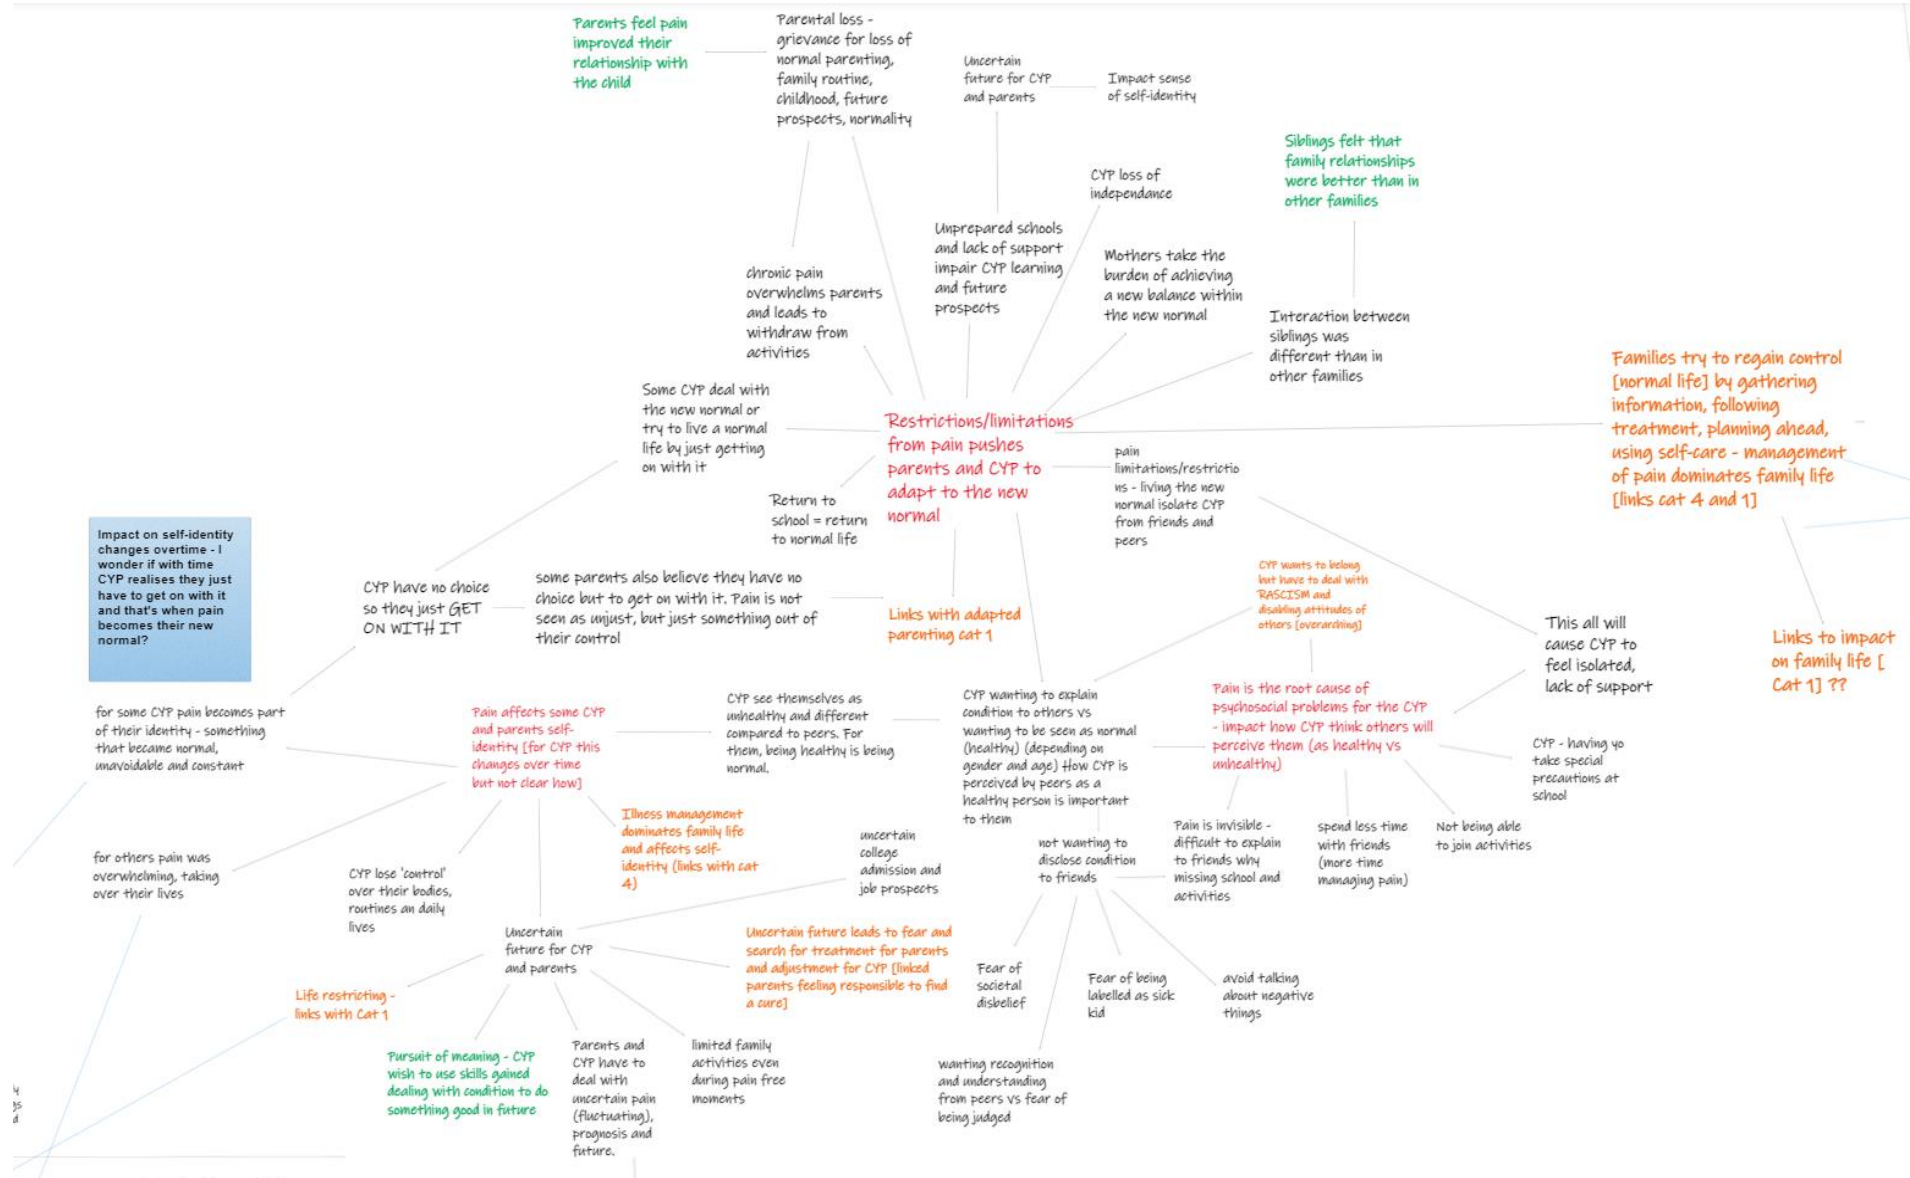 Parents feel pain
improved their
relationship with
the child
Parental loss -
grievance for loss of
normal parenting,
family routine,
childhood, future
prospects, normality
Uncertain
future for CYP
and parents
Impact sense
of self-identity
Siblings felt that
family relationships
were better than in
other families
CYP loss of
independance
Unprepared schools
and lack of support
impair CYP learning
and future
prospects
Mothers take the
burden of achieving
a new balance within
the new normal
chronic pain
overwhelms parents
and leads to
withdraw from
activities
Interaction between
siblings was
different than in
other families
Families try to regain control
[normal life] by gathering
information, following
treatment, planning ahead,
using self-care - management
of pain dominates family life
[links cat 4 and 1]
Some CYP deal with
the new normal or
try to live a normal
life by just getting
on with it
Restrictions/limitations
from pain pushes
parents and CYP to
adapt to the new
normal
pain
limitations/restrictio
ns - living the new
normal isolate CYP
from friends and
peers
Return to
school = return
to normal life
Impact on self-identity
changes overtime - I
wonder if with time
CYP realises they just
have to get on with it
and that's when pain
becomes their new
normal?
CYP have no choice
so they just GET
ON WITH IT
some parents also believe they have no
choice but to get on with it. Pain is not
seen as unjust, but just something out of
their control
Links with adapted
parenting cat 1
CYP wants to belong
but have to deal with
RASCISM and
disabling attitudes of
others [overarching]
This all will
cause CYP to
feel isolated,
lack of support
Links to impact
on family life [
Cat 1] ??
for some CYP pain becomes part
of their identity - something
that became normal,
unavoidable and constant
Pain affects some CYP
and parents self-
identity [for CYP this
changes over time
but not clear how]
CYP see themselves as
unhealthy and different
compared to peers. For
them, being healthy is being
normal.
CYP wanting to explain
condition to others vs
wanting to be seen as normal
(healthy) (depending on
gender and age) How CYP is
perceived by peers as a
healthy person is important
to them
Pain is the root cause of
psychosocial problems for the CYP
- impact how CYP think others will
perceive them (as healthy vs
unhealthy)
CYP - having yo
take special
precautions at
school
Illness management
dominates family life
and affects self-
identity (links with cat
4)
uncertain
college
admission and
job prospects
not wanting to
disclose condition
to friends
Pain is invisible -
difficult to explain
to friends why
missing school and
activities
spend less time
with friends
(more time
managing pain)
Not being able
to join activities
for others pain was
overwhelming, taking
over their lives
CYP lose 'control'
over their bodies,
routines an daily
lives
Uncertain
future for CYP
and parents
Uncertain future leads to fear and
search for treatment for parents
and adjustment for CYP [linked
parents feeling responsible to find
a cure]
Fear of
societal
disbelief
Fear of being
labelled as sick
kid
avoid talking
about negative
things
Life restricting -
links with Cat 1
Pursuit of meaning - CYP
wish to use skills gained
dealing with condition to do
something good in future
Parents and
CYP have to
deal with
uncertain pain
(fluctuating),
prognosis and
future.
limited family
activities even
during pain free
moments
wanting recognition
and understanding
from peers vs fear of
being judged